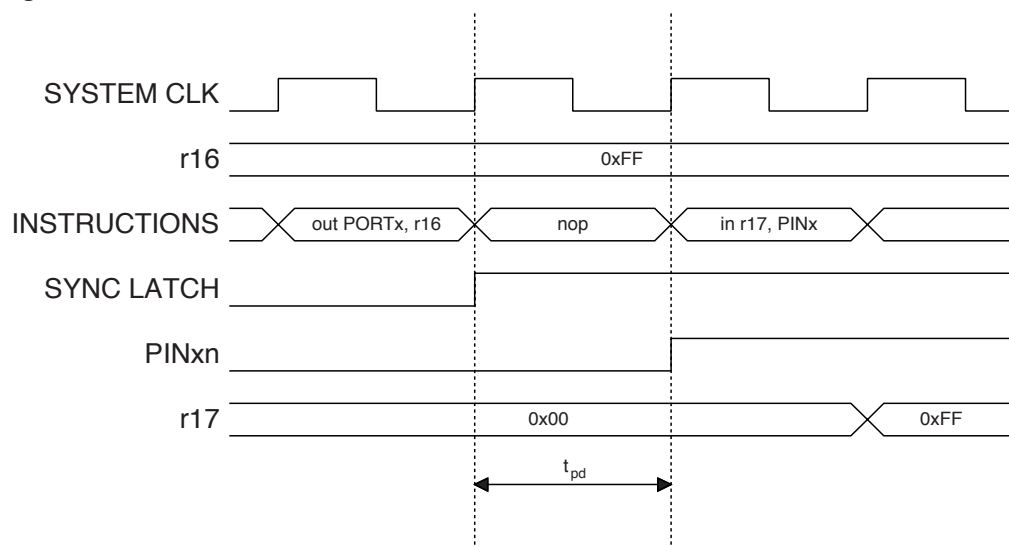 SYSTEM CLK
r16 0xFF
INSTRUCTIONS out PORTx, r16 nop in r17, PINx
SYNC LATCH
PINxn
r17 0x00 0xFF
tpd